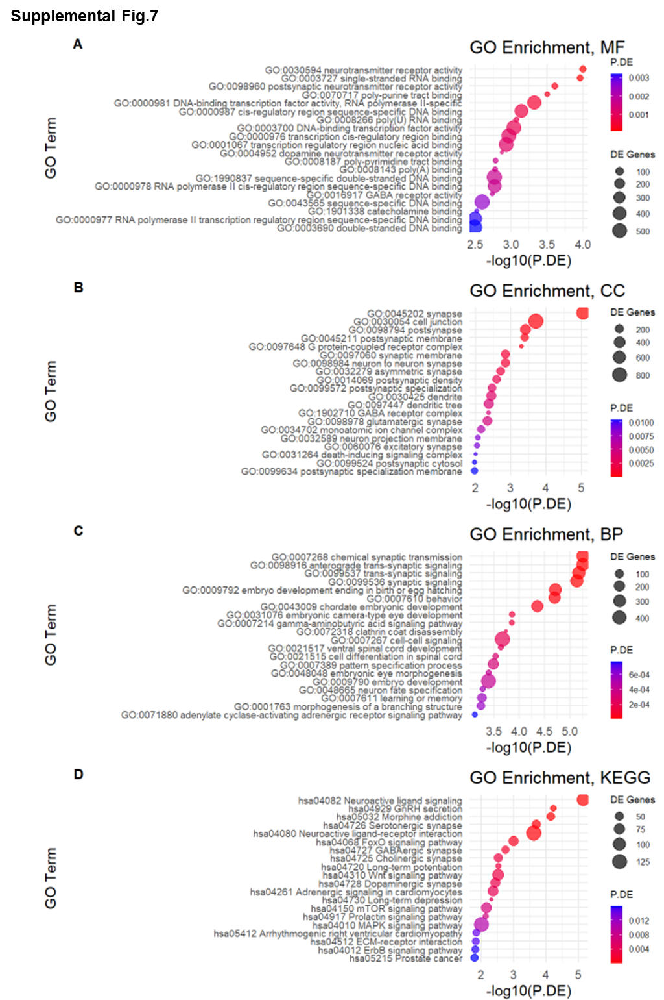 Supplemental Fig.7
A
GO Enrichment, MF
GO Term
GO:0030594 neurotransmitter receptor activity
GO:0003727 single-stranded RNA binding
GO:0098960 postsynaptic neurotransmitter receptor activity
GO:0070717 poly-purine tract binding
GO:0000981 DNA-binding transcription factor activity, RNA polymerase II-specific
GO:0000987 cis-regulatory region sequence-specific DNA binding
GO:0008266 poly(U) RNA binding
GO:0003700 DNA-binding transcription factor activity
GO:0000976 transcription cis-regulatory region binding
GO:0001067 transcription regulatory region nucleic acid binding
GO:0004952 dopamine neurotransmitter receptor activity
GO:0008187 poly-pyrimidine tract binding
GO:0008143 poly(A) binding
GO:1990837 sequence-specific double-stranded DNA binding
GO:0000978 RNA polymerase II cis-regulatory region sequence-specific DNA binding
GO:0016917 GABA receptor activity
GO:0043565 sequence-specific DNA binding
GO:1901338 catecholamine binding
GO:0000977 RNA polymerase II transcription regulatory region sequence-specific DNA binding
GO:0003690 double-stranded DNA binding
2.5 3.0 3.5 4.0
-log10(P.DE)
P.DE
0.003
0.002
0.001
DE Genes
100
200
300
400
500
B
GO Enrichment, CC
GO Term
GO:0045202 synapse
GO:0030054 cell junction
GO:0098794 postsynapse
GO:0045211 postsynaptic membrane
GO:0097648 G protein-coupled receptor complex
GO:0097060 synaptic membrane
GO:0098984 neuron to neuron synapse
GO:0032279 asymmetric synapse
GO:0014069 postsynaptic density
GO:0099572 postsynaptic specialization
GO:0030425 dendrite
GO:0097447 dendritic tree
GO:1902710 GABA receptor complex
GO:0098978 glutamatergic synapse
GO:0034702 monoatomic ion channel complex
GO:0032589 neuron projection membrane
GO:0060076 excitatory synapse
GO:0031264 death-inducing signaling complex
GO:0099524 postsynaptic cytosol
GO:0099634 postsynaptic specialization membrane
2 3 4 5
-log10(P.DE)
DE Genes
200
400
600
800
P.DE
0.0100
0.0075
0.0050
0.0025
C
GO Enrichment, BP
GO Term
GO:0007268 chemical synaptic transmission
GO:0098916 anterograde trans-synaptic signaling
GO:0099537 trans-synaptic signaling
GO:0099536 synaptic signaling
GO:0009792 embryo development ending in birth or egg hatching
GO:0007610 behavior
GO:0043009 chordate embryonic development
GO:0031076 embryonic camera-type eye development
GO:0007214 gamma-aminobutyric acid signaling pathway
GO:0072318 clathrin coat disassembly
GO:0007267 cell-cell signaling
GO:0021517 ventral spinal cord development
GO:0021515 cell differentiation in spinal cord
GO:0007389 pattern specification process
GO:0048048 embryonic eye morphogenesis
GO:0009790 embryo development
GO:0048665 neuron fate specification
GO:0007611 learning or memory
GO:0001763 morphogenesis of a branching structure
GO:0071880 adenylate cyclase-activating adrenergic receptor signaling pathway
3.5 4.0 4.5 5.0
-log10(P.DE)
DE Genes
100
200
300
400
P.DE
6e-04
4e-04
2e-04
D
GO Enrichment, KEGG
GO Term
hsa04082 Neuroactive ligand signaling
hsa04929 GnRH secretion
hsa05032 Morphine addiction
hsa04726 Serotonergic synapse
hsa04080 Neuroactive ligand-receptor interaction
hsa04068 FoxO signaling pathway
hsa04727 GABAergic synapse
hsa04725 Cholinergic synapse
hsa04720 Long-term potentiation
hsa04310 Wnt signaling pathway
hsa04728 Dopaminergic synapse
hsa04261 Adrenergic signaling in cardiomyocytes
hsa04730 Long-term depression
hsa04150 mTOR signaling pathway
hsa04917 Prolactin signaling pathway
hsa04010 MAPK signaling pathway
hsa05412 Arrhythmogenic right ventricular cardiomyopathy
hsa04512 ECM-receptor interaction
hsa04012 ErbB signaling pathway
hsa05215 Prostate cancer
2 3 4 5
-log10(P.DE)
DE Genes
50
75
100
125
P.DE
0.012
0.008
0.004